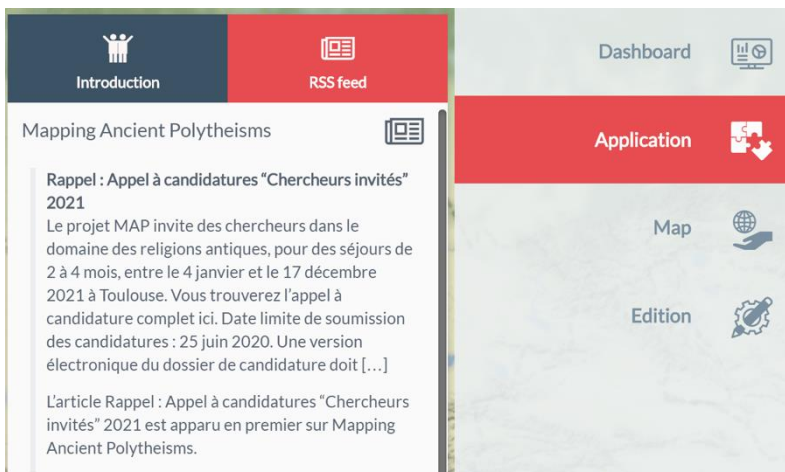 Introduction
RSS feed
Mapping Ancient Polytheisms
Rappel : Appel à candidatures “Chercheurs invités”
2021
Le projet MAP invite des chercheurs dans le
domaine des religions antiques, pour des séjours de
2 à 4 mois, entre le 4 janvier et le 17 décembre
2021 à Toulouse. Vous trouverez l’appel à
candidature complet ici. Date limite de soumission
des candidatures : 25 juin 2020. Une version
électronique du dossier de candidature doit […]
L’article Rappel : Appel à candidatures “Chercheurs
invités” 2021 est apparu en premier sur Mapping
Ancient Polytheisms.
Dashboard
Application
Map
Edition